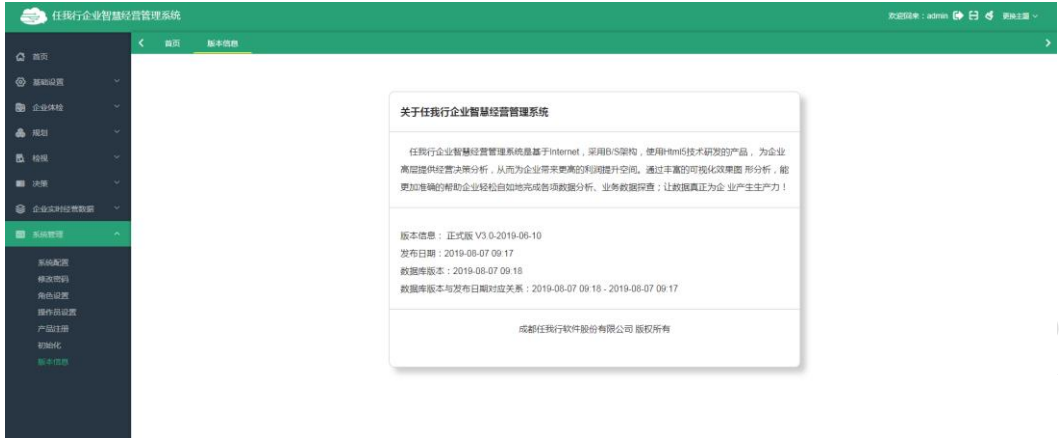 任我行企业智慧经营管理系统
欢迎回来：admin
更换主题
首页
版本信息
首页
基础设置
企业体检
规划
检视
决策
企业实时经营数据
系统管理
系统配置
修改密码
角色设置
操作员设置
产品注册
初始化
版本信息
关于任我行企业智慧经营管理系统
任我行企业智慧经营管理系统是基于Internet，采用B/S架构，使用Html5技术研发的产品， 为企业
高层提供经营决策分析，从而为企业带来更高的利润提升空间。通过丰富的可视化效果图 形分析，能
更加准确的帮助企业轻松自如地完成各项数据分析、业务数据探查；让数据真正为企 业产生生产力！
版本信息： 正式版 V3.0-2019-06-10
发布日期：2019-08-07 09:17
数据库版本：2019-08-07 09:18
数据库版本与发布日期对应关系：2019-08-07 09:18 - 2019-08-07 09:17
成都任我行软件股份有限公司 版权所有